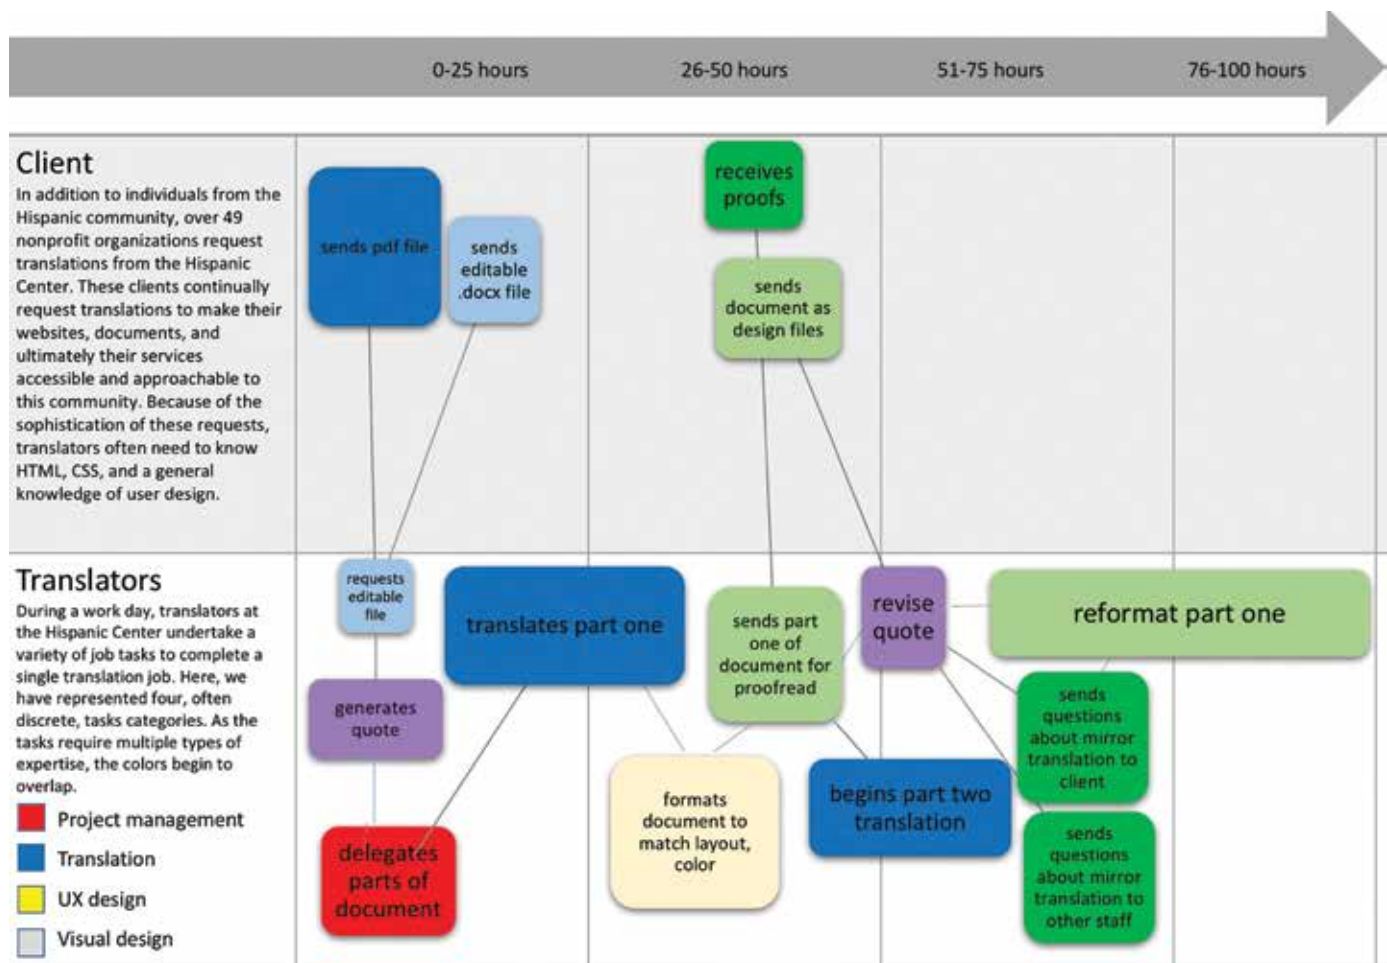 0-25 hours
26-50 hours
51-75 hours
76-100 hours
Client
In addition to individuals from the
Hispanic community, over 49
nonprofit organizations request
translations from the Hispanic
Center. These clients continually
request translations to make their
websites, documents, and
ultimately their services
accessible and approachable to
this community. Because of the
sophistication of these requests,
translators often need to know
HTML, CSS, and a general
knowledge of user design.
sends pdf file
sends
editable
.docx file
receives
proofs
sends
document as
design files
Translators
During a work day, translators at
the Hispanic Center undertake a
variety of job tasks to complete a
single translation job. Here, we
have represented four, often
discrete, tasks categories. As the
tasks require multiple types of
expertise, the colors begin to
overlap.
Project management
Translation
UX design
Visual design
requests
editable
file
generates
quote
delegates
parts of
document
translates part one
formats
document to
match layout,
color
sends part
one of
document for
proofread
begins part two
translation
revise
quote
reformat part one
sends
questions
about mirror
translation to
client
sends
questions
about mirror
translation to
other staff